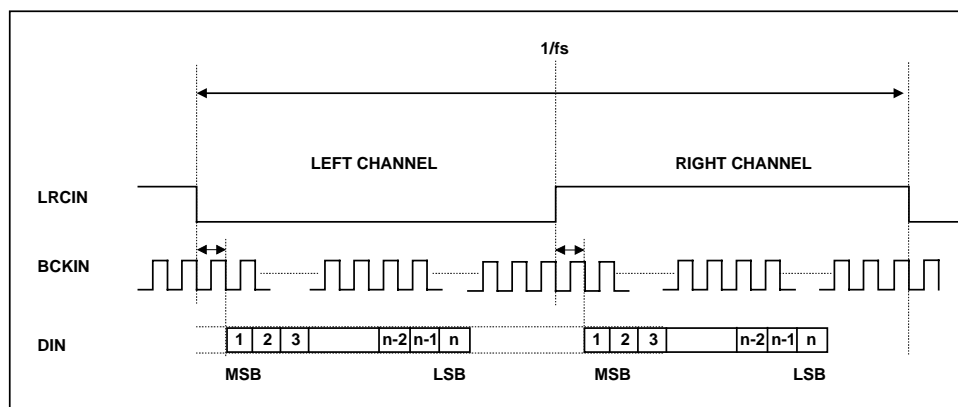 1/fs
LEFT CHANNEL RIGHT CHANNEL
LRCIN
BCKIN
DIN 1 2 3 n-2 n-1 n 1 2 3 n-2 n-1 n
MSB LSB MSB LSB